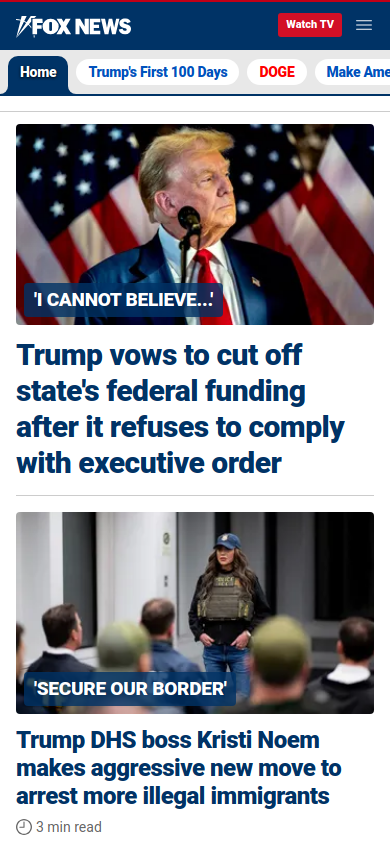 FOX NEWS
Watch TV
Home
Trump's First 100 Days
DOGE
Make Ame
'I CANNOT BELIEVE...'
Trump vows to cut off
state's federal funding
after it refuses to comply
with executive order
POLICE
'SECURE OUR BORDER'
Trump DHS boss Kristi Noem
makes aggressive new move to
arrest more illegal immigrants
3 min read